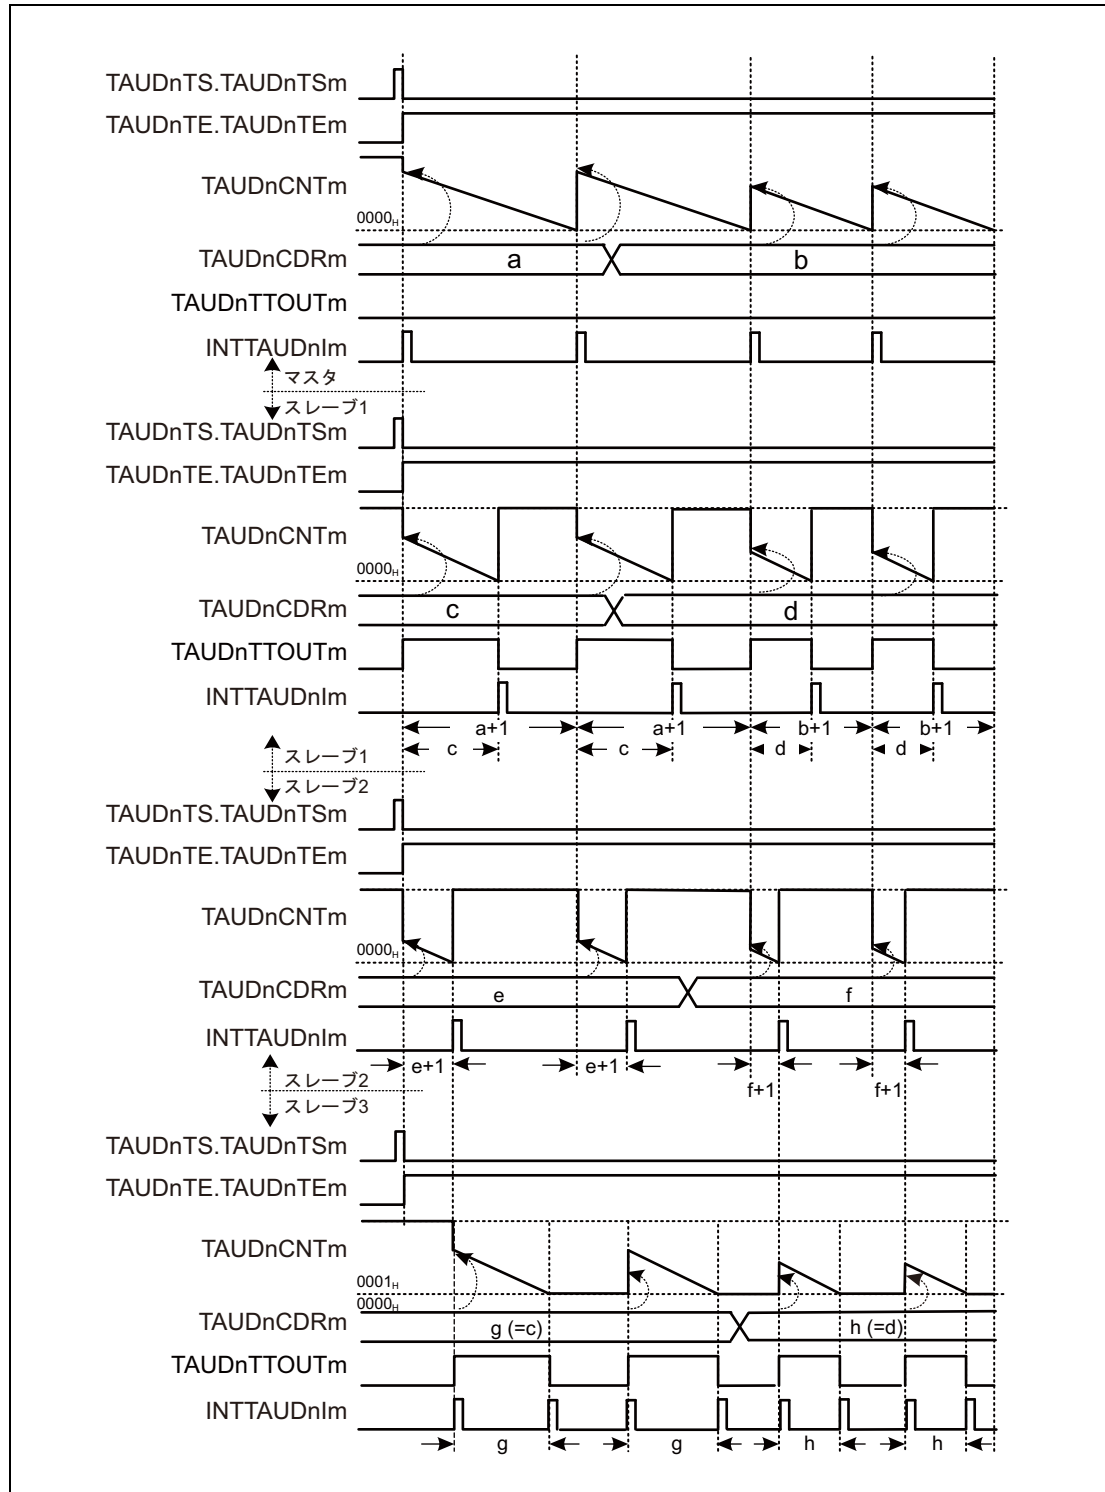 TAUDnTS.TAUDnTSm
TAUDnTE.TAUDnTEm
TAUDnCNTm
0000H
TAUDnCDRm
a
b
TAUDnTTOUTm
INTTAUDnIm
マスタ
スレーブ1
TAUDnTS.TAUDnTSm
TAUDnTE.TAUDnTEm
TAUDnCNTm
0000H
TAUDnCDRm
c
d
TAUDnTTOUTm
INTTAUDnIm
a+1 a+1 b+1 b+1
c c d d
スレーブ1
スレーブ2
TAUDnTS.TAUDnTSm
TAUDnTE.TAUDnTEm
TAUDnCNTm
0000H
TAUDnCDRm
e
f
INTTAUDnIm
e+1 e+1 f+1 f+1
スレーブ2
スレーブ3
TAUDnTS.TAUDnTSm
TAUDnTE.TAUDnTEm
TAUDnCNTm
0001H
0000H
TAUDnCDRm
g (=c) h (=d)
TAUDnTTOUTm
INTTAUDnIm
g g h h